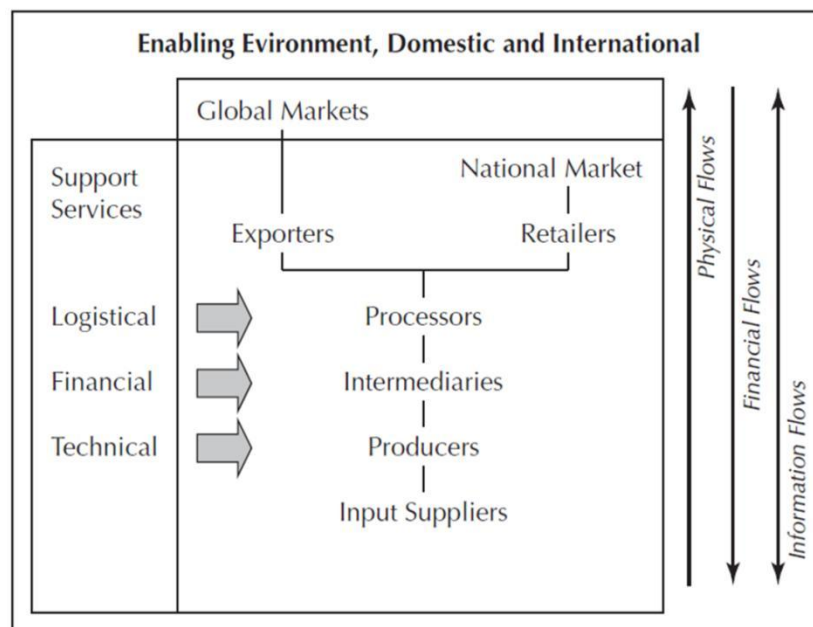 Enabling Evironment, Domestic and International
Global Markets
Support
Services
National Market
Exporters
Retailers
Logistical
Processors
Financial
Intermediaries
Technical
Producers
Input Suppliers
Physical Flows
Financial Flows
Information Flows